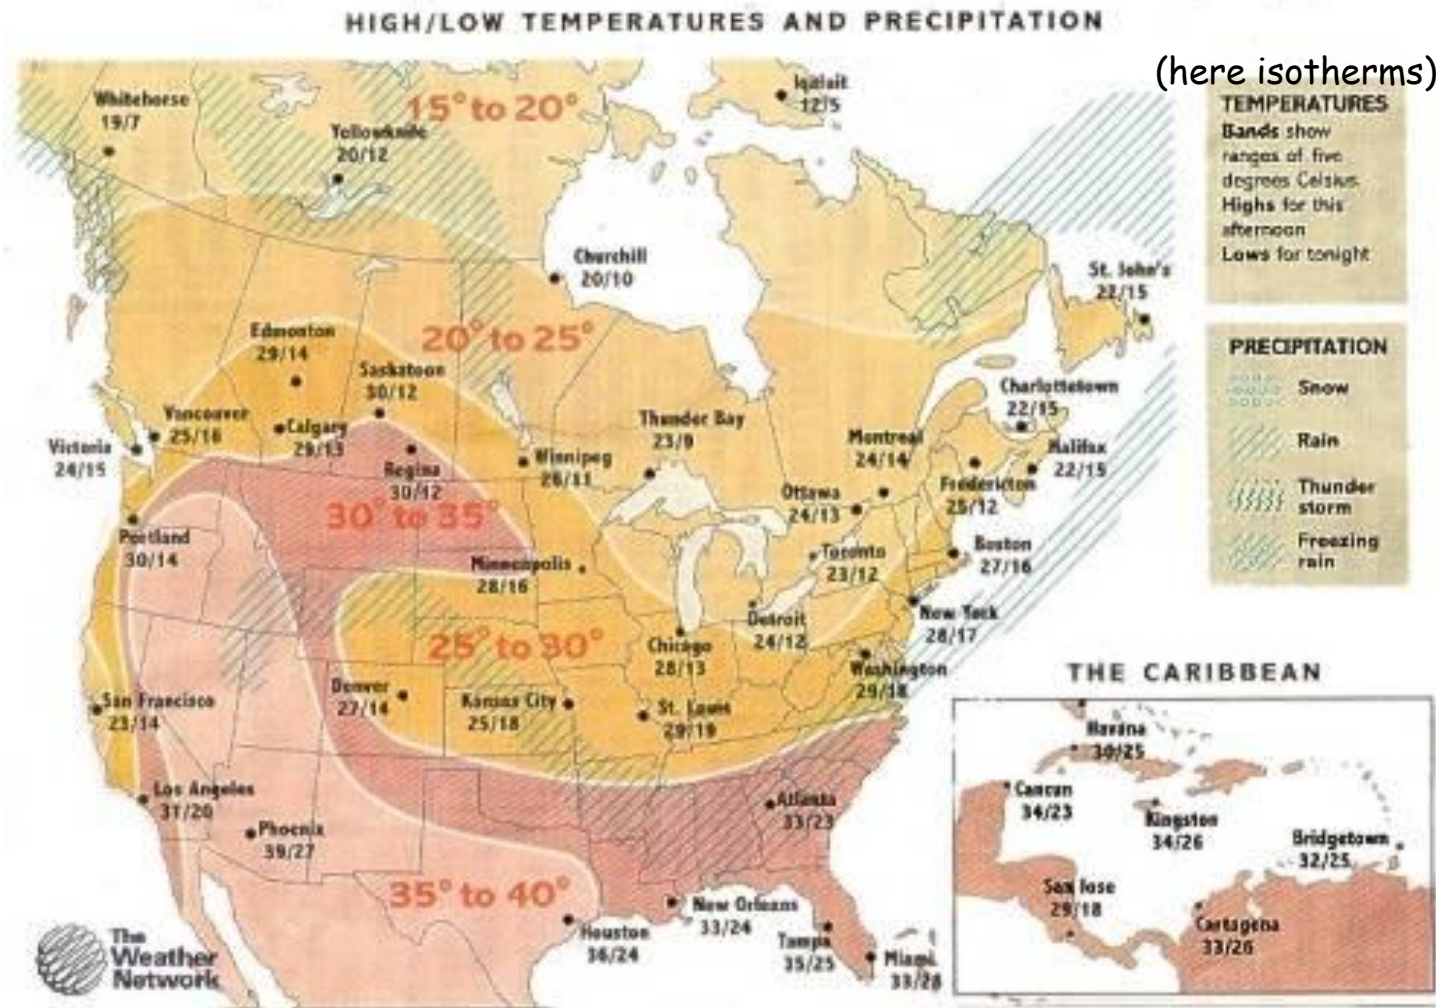 HIGH/LOW TEMPERATURES AND PRECIPITATION
(here isotherms)
TEMPERATURES
Bands show
ranges of five
degrees Celsius.
Highs for this
afternoon
Lows for tonight
PRECIPITATION
Snow
Rain
Thunder
storm
Freezing
rain
Whitehorse
19/7
Yellowknife
20/12
15° to 20°
Iqaluit
12/5
Churchill
20/10
St. John's
22/15
Edmonton
29/14
20° to 25°
Saskatoon
30/12
Vancouver
25/16
Victoria
24/15
Calgary
29/13
Regina
30/12
Winnipeg
26/11
Thunder Bay
23/9
Montreal
24/14
Charlottetown
22/15
Halifax
22/15
Fredericton
25/12
Ottawa
24/13
30° to 35°
Portland
30/14
Minneapolis
28/16
Toronto
23/12
Boston
27/16
Detroit
24/12
New York
28/17
25° to 30°
Chicago
28/13
Washington
29/18
San Francisco
23/14
Denver
27/14
Kansas City
25/18
St. Louis
29/19
Los Angeles
31/20
Phoenix
39/27
Atlanta
33/23
35° to 40°
Houston
36/24
New Orleans
33/24
Tampa
35/25
Miami
33/28
The
Weather
Network
THE CARIBBEAN
Havana
30/25
Cancun
34/23
Kingston
34/26
Bridgetown
32/25
San Jose
29/18
Cartagena
33/26